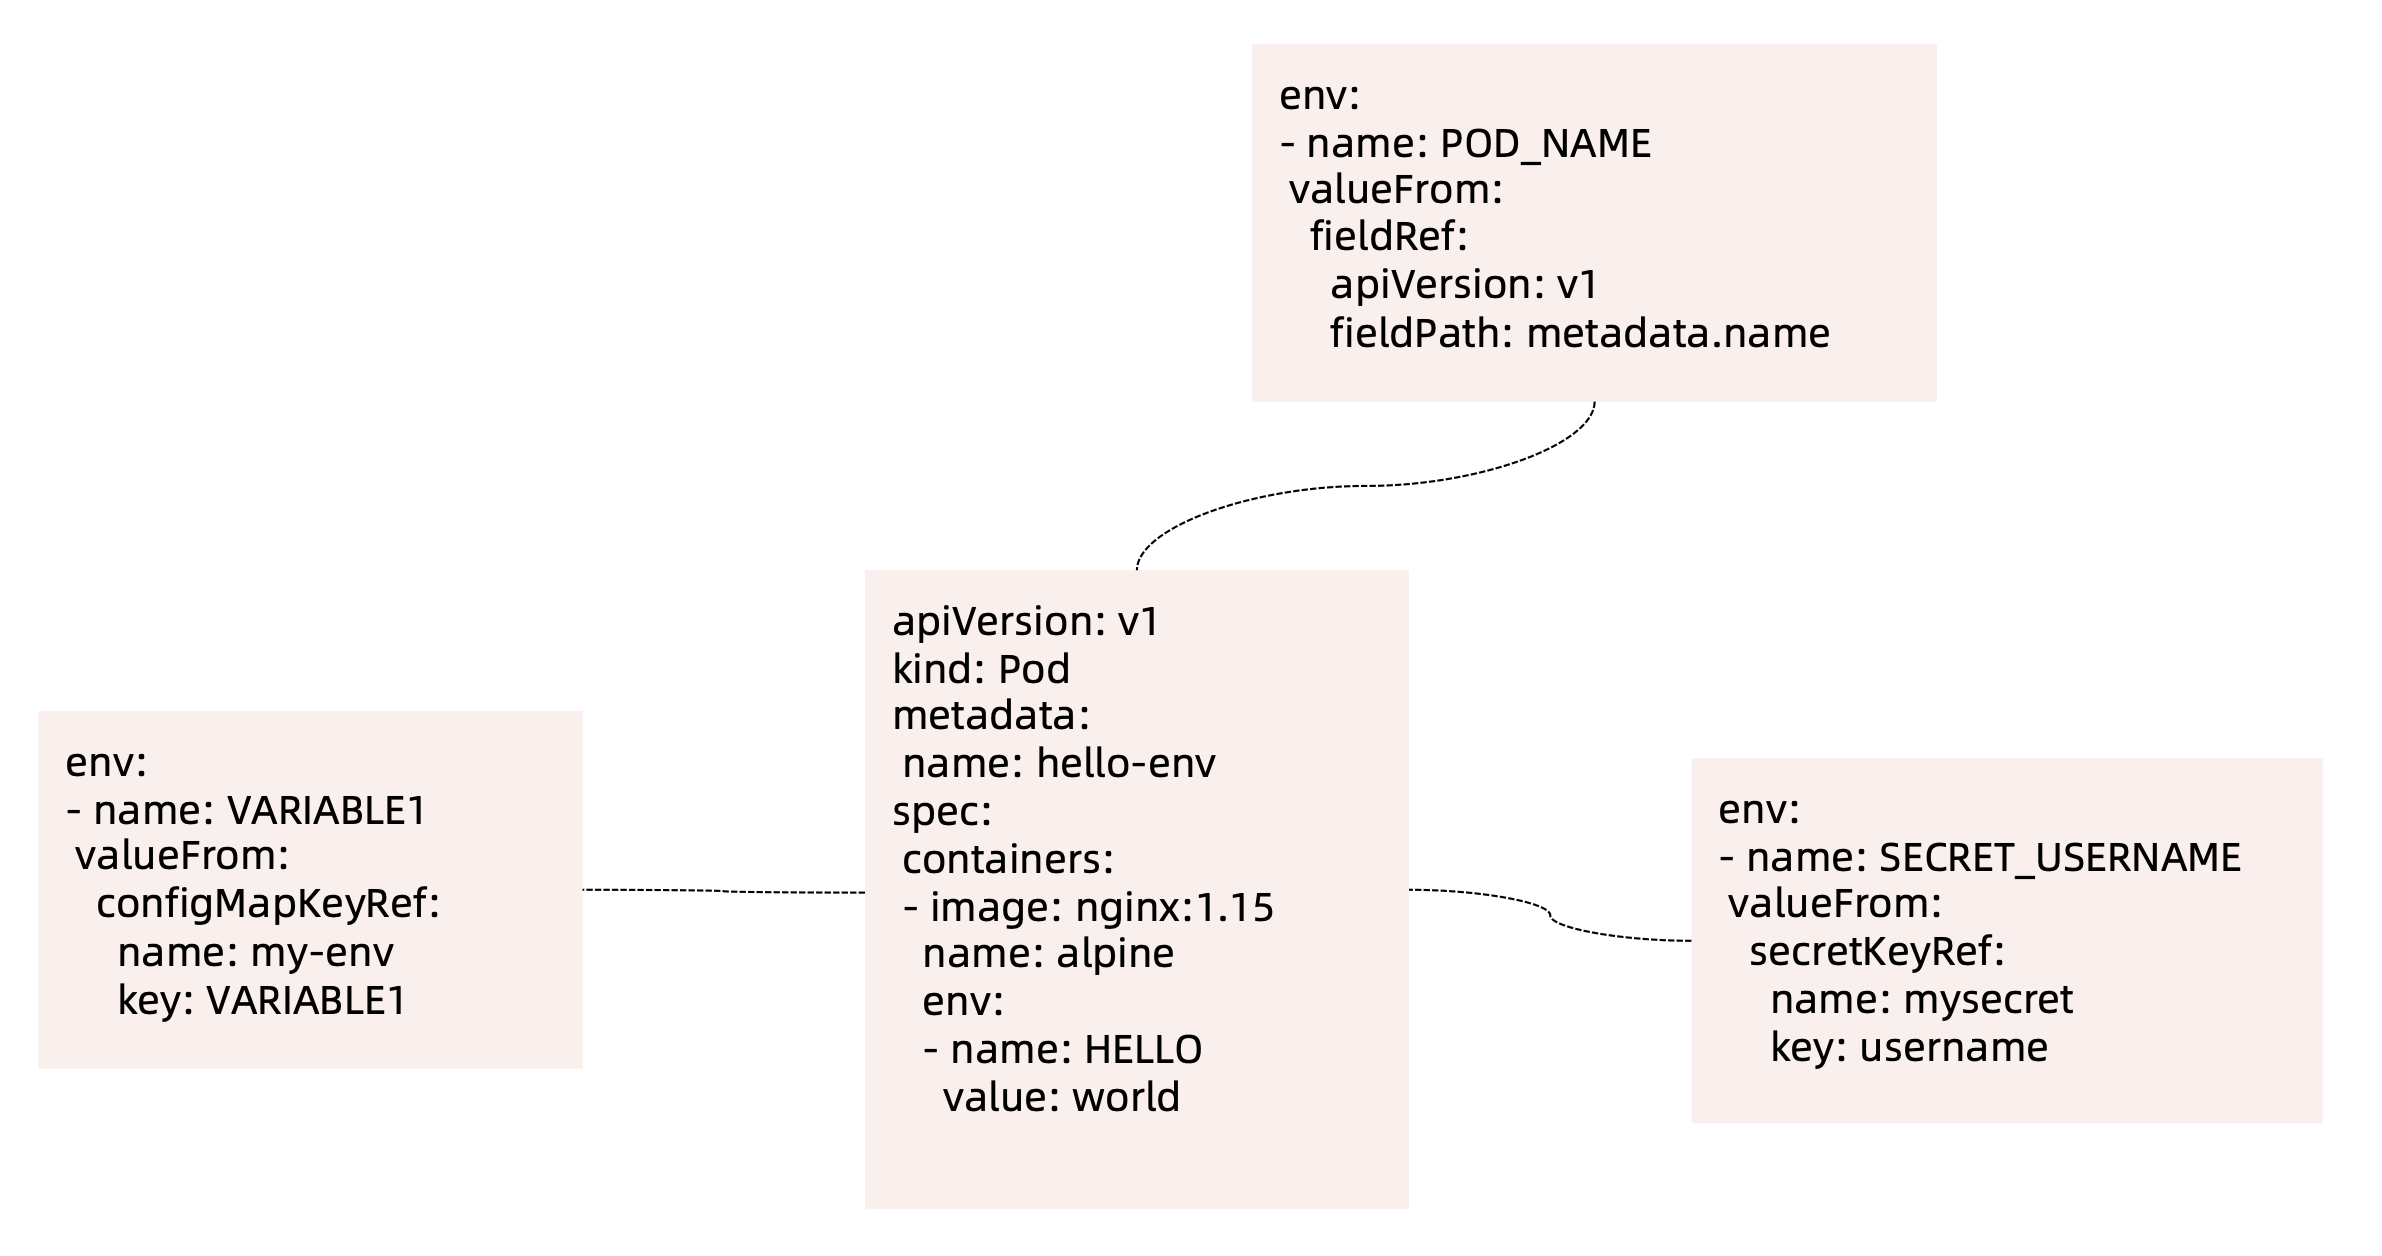 env:
- name: POD_NAME
 valueFrom:
   fieldRef:
     apiVersion: v1
     fieldPath: metadata.name
env:
- name: VARIABLE1
 valueFrom:
   configMapKeyRef:
     name: my-env
     key: VARIABLE1
apiVersion: v1
kind: Pod
metadata:
 name: hello-env
spec:
 containers:
 - image: nginx:1.15
   name: alpine
   env:
   - name: HELLO
     value: world
env:
- name: SECRET_USERNAME
 valueFrom:
   secretKeyRef:
     name: mysecret
     key: username